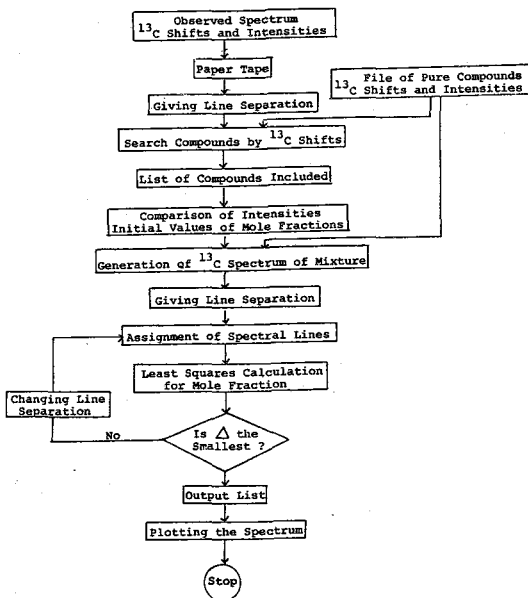 Observed Spectrum
13C Shifts and Intensities
Paper Tape
13C File of Pure Compounds
Shifts and Intensities
Giving Line Separation
Search Compounds by 13C Shifts
List of Compounds Included
Comparison of Intensities
Initial Values of Mole Fractions
Generation of 13C Spectrum of Mixture
Giving Line Separation
Assignment of Spectral Lines
Least Squares Calculation
for Mole Fraction
Changing Line
Separation
No
Is △ the
Smallest ?
Output List
Plotting the Spectrum
Stop